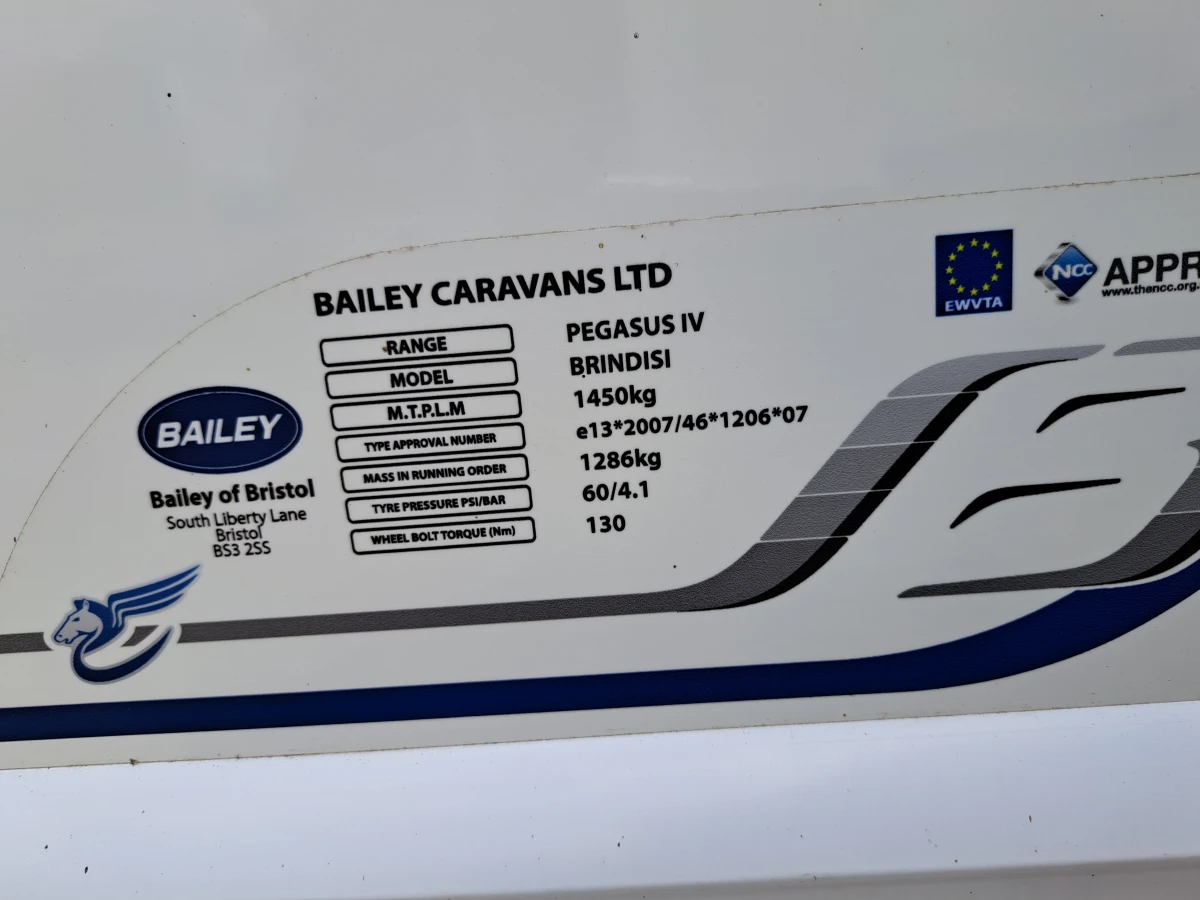 BAILEY CARAVANS LTD
RANGE PEGASUS IV
MODEL BRINDISI
M.T.P.L.M 1450kg
TYPE APPROVAL NUMBER e13*2007/46*1206*07
MASS IN RUNNING ORDER 1286kg
TYRE PRESSURE PSI/BAR 60/4.1
WHEEL BOLT TORQUE (Nm) 130
BAILEY
Bailey of Bristol
South Liberty Lane
Bristol
BS3 2SS
EWVTA
NCC APPR
www.thencc.org.